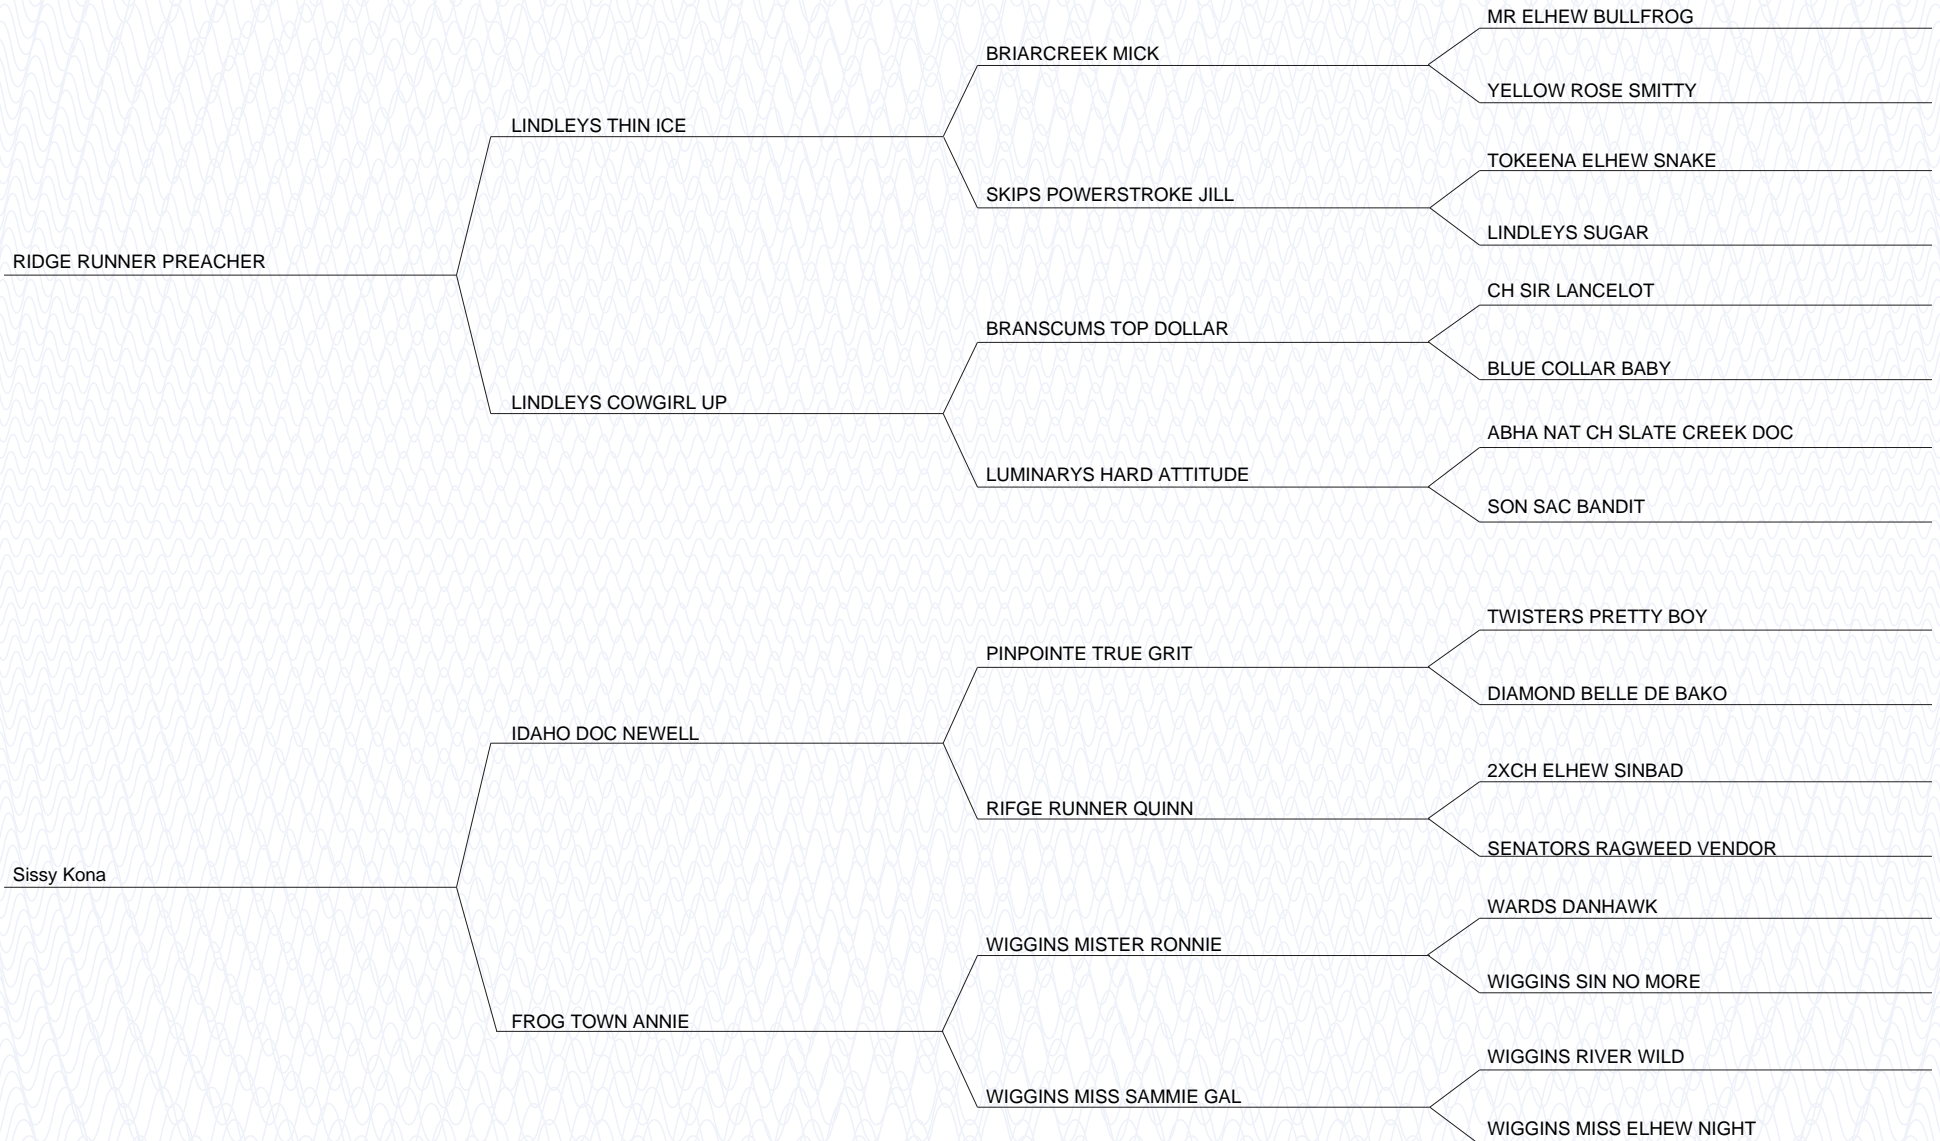 MR ELHEW BULLFROG
BRIARCREEK MICK
YELLOW ROSE SMITTY
LINDLEYS THIN ICE
TOKEENA ELHEW SNAKE
SKIPS POWERSTROKE JILL
LINDLEYS SUGAR
RIDGE RUNNER PREACHER
CH SIR LANCELOT
BRANSCUMS TOP DOLLAR
BLUE COLLAR BABY
LINDLEYS COWGIRL UP
ABHA NAT CH SLATE CREEK DOC
LUMINARYS HARD ATTITUDE
SON SAC BANDIT
TWISTERS PRETTY BOY
PINPOINTE TRUE GRIT
DIAMOND BELLE DE BAKO
IDAHO DOC NEWELL
2XCH ELHEW SINBAD
RIFGE RUNNER QUINN
SENATORS RAGWEED VENDOR
Sissy Kona
WARDS DANHAWK
WIGGINS MISTER RONNIE
WIGGINS SIN NO MORE
FROG TOWN ANNIE
WIGGINS RIVER WILD
WIGGINS MISS SAMMIE GAL
WIGGINS MISS ELHEW NIGHT